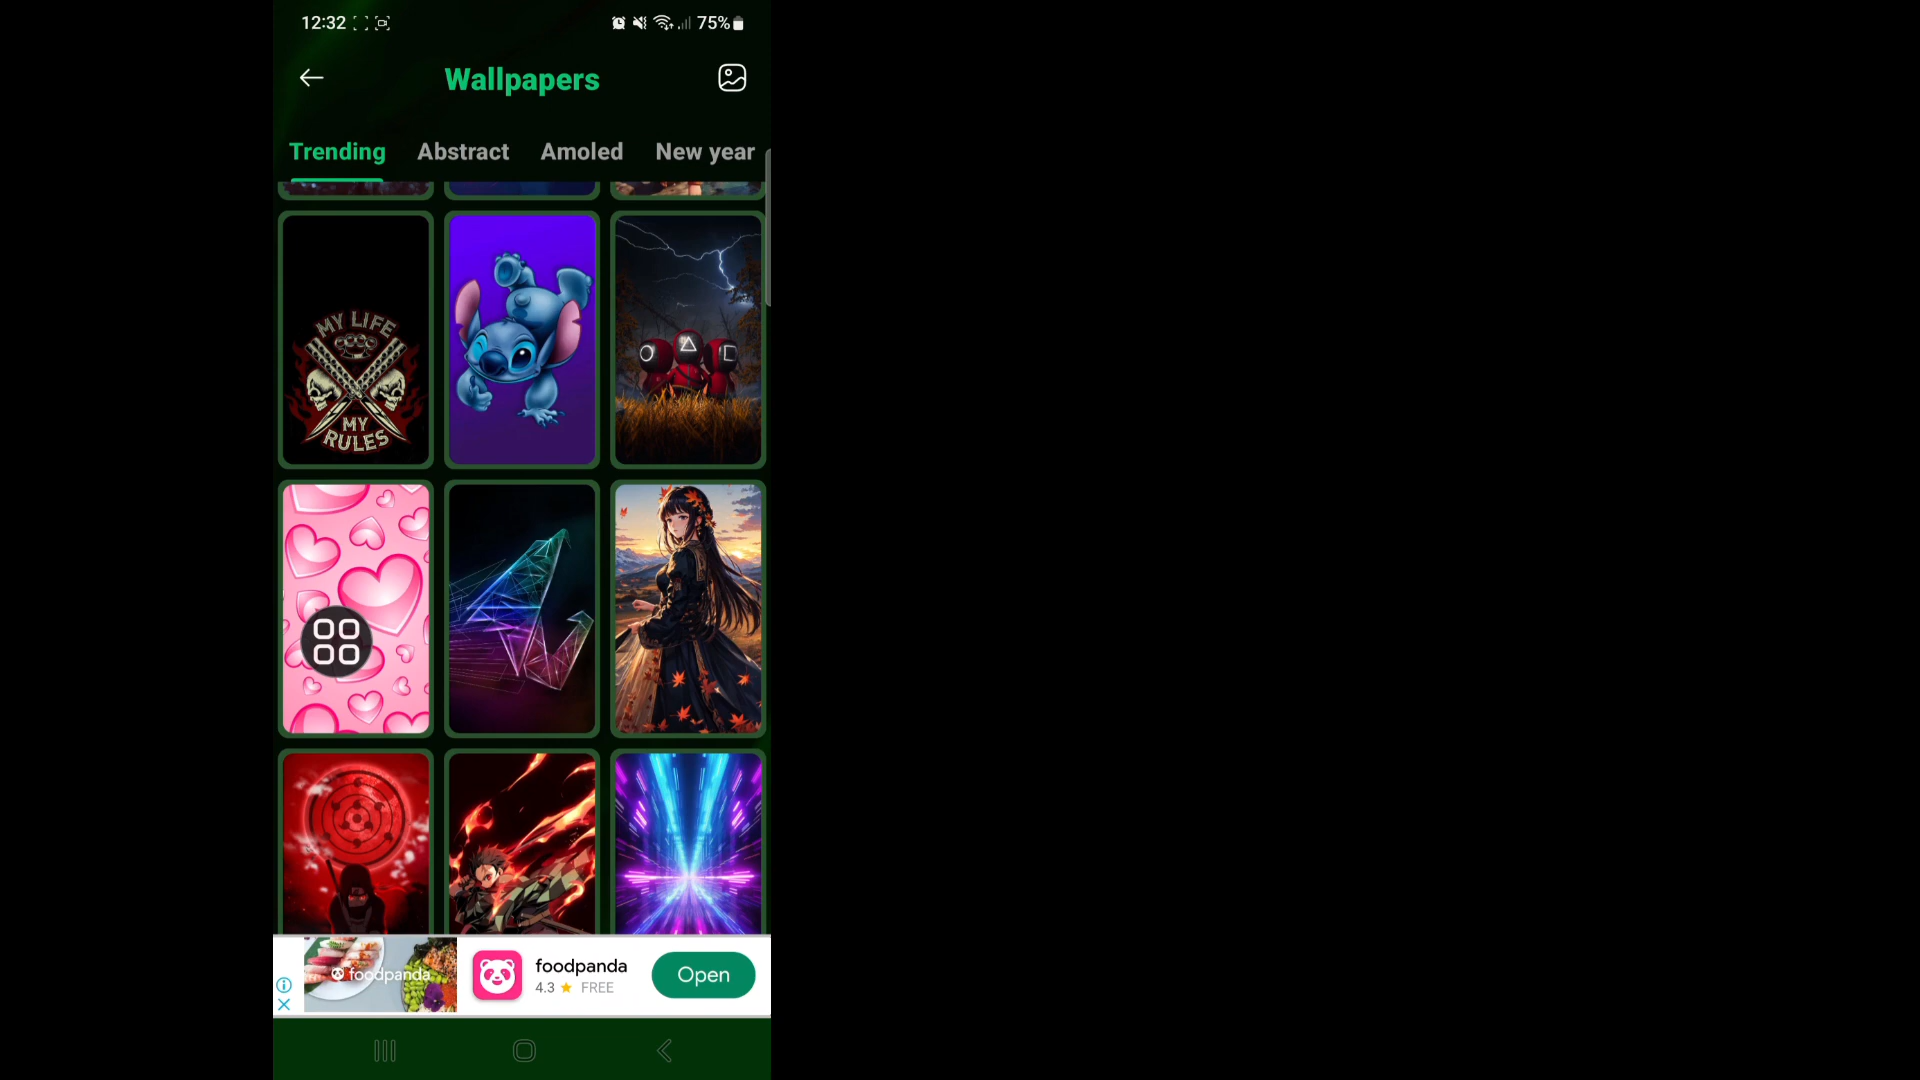 12:32
75%
Wallpapers
Trending Abstract Amoled New year
MY LIFE
MY
RULES
foodpanda
foodpanda
4.3 ★ FREE
Open